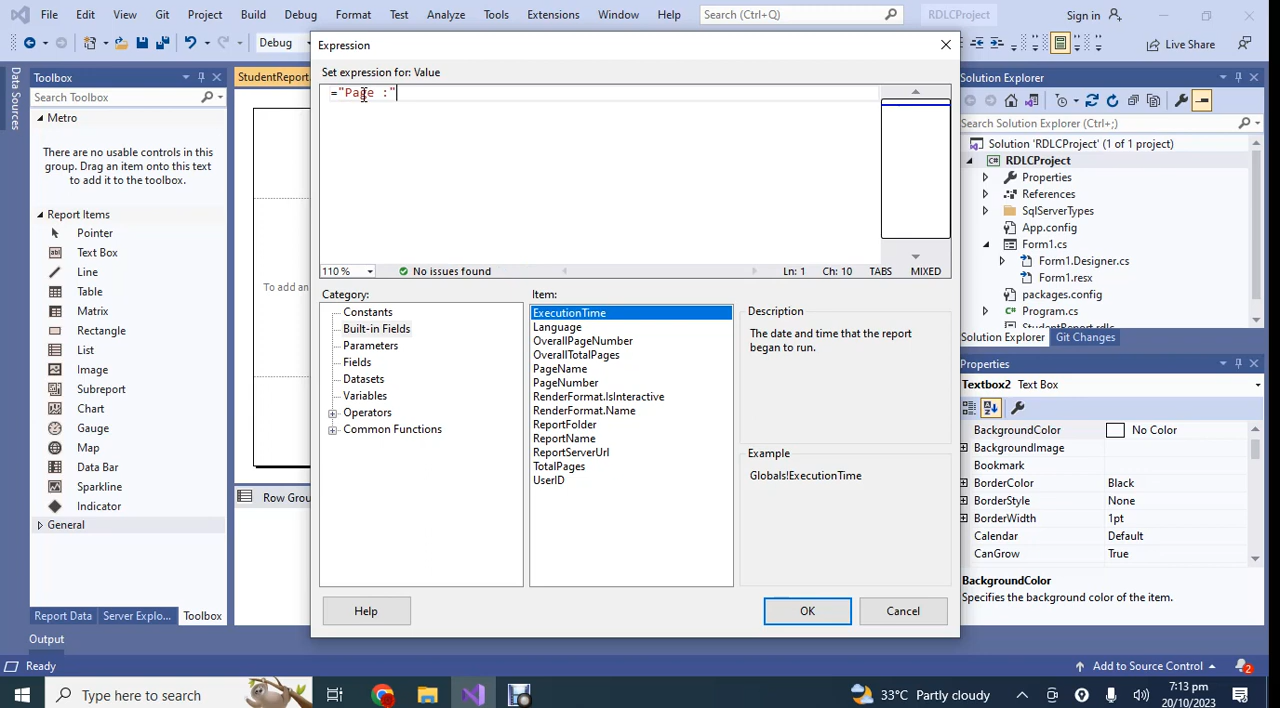 File Edit View Git Project Build Debug Format Test Analyze Tools Extensions Window Help Search (Ctrl+Q) RDLCProject Sign in
Debug Live Share
Data Sources
Toolbox
Search Toolbox
Metro
There are no usable controls in this group. Drag an item onto this text to add it to the toolbox.
Report Items
Pointer
Text Box
Line
Table
Matrix
Rectangle
List
Image
Subreport
Chart
Gauge
Map
Data Bar
Sparkline
Indicator
General
Report Data Server Explo... Toolbox
Output
StudentReport
To add an
Row Grou
Expression
Set expression for: Value
="Page :"
110 % No issues found Ln: 1 Ch: 10 TABS MIXED
Category:
Constants
Built-in Fields
Parameters
Fields
Datasets
Variables
Operators
Common Functions
Item:
ExecutionTime
Language
OverallPageNumber
OverallTotalPages
PageName
PageNumber
RenderFormat.IsInteractive
RenderFormat.Name
ReportFolder
ReportName
ReportServerUrl
TotalPages
UserID
Description
The date and time that the report
began to run.
Example
Globals!ExecutionTime
Help OK Cancel
Solution Explorer
Search Solution Explorer (Ctrl+;)
Solution 'RDLCProject' (1 of 1 project)
RDLCProject
Properties
References
SqlServerTypes
App.config
Form1.cs
Form1.Designer.cs
Form1.resx
packages.config
Program.cs
StudentReport.rdlc
Solution Explorer Git Changes
Properties
Textbox2 Text Box
BackgroundColor No Color
BackgroundImage
Bookmark
BorderColor Black
BorderStyle None
BorderWidth 1pt
Calendar Default
CanGrow True
BackgroundColor
Specifies the background color of the item.
Ready Add to Source Control 2
Type here to search 33°C Partly cloudy 7:13 pm
20/10/2023